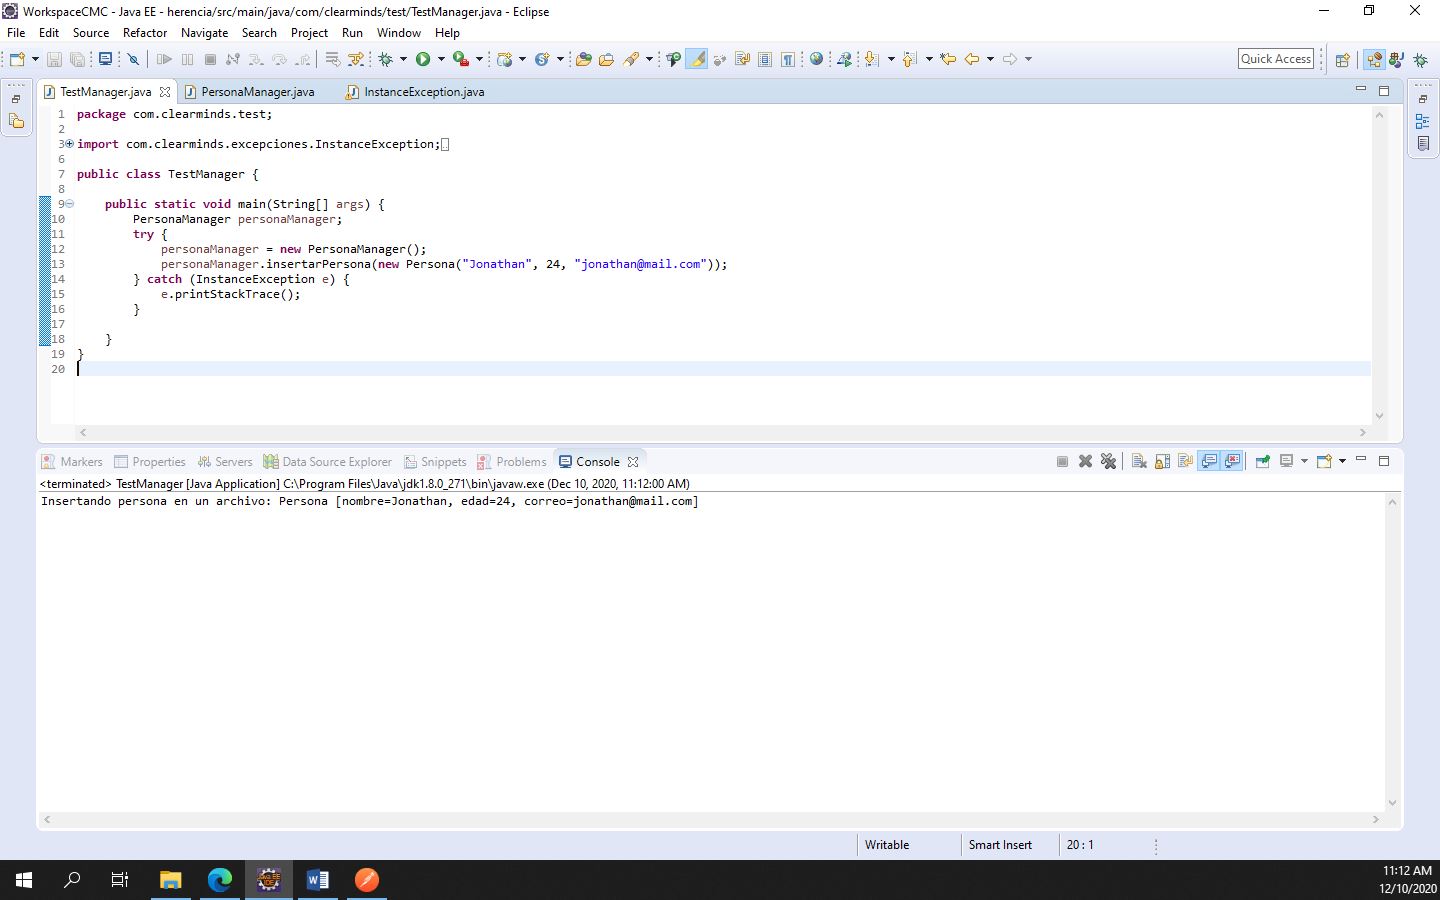 WorkspaceCMC - Java EE - herencia/src/main/java/com/clearminds/test/TestManager.java - Eclipse
File Edit Source Refactor Navigate Search Project Run Window Help
Quick Access
TestManager.java PersonaManager.java InstanceException.java
1 package com.clearminds.test;
2
3 import com.clearminds.excepciones.InstanceException;
6
7 public class TestManager {
8
9 public static void main(String[] args) {
10 PersonaManager personaManager;
11 try {
12 personaManager = new PersonaManager();
13 personaManager.insertarPersona(new Persona("Jonathan", 24, "jonathan@mail.com"));
14 } catch (InstanceException e) {
15 e.printStackTrace();
16 }
17
18 }
19 }
20
Markers Properties Servers Data Source Explorer Snippets Problems Console
<terminated> TestManager [Java Application] C:\Program Files\Java\jdk1.8.0_271\bin\javaw.exe (Dec 10, 2020, 11:12:00 AM)
Insertando persona en un archivo: Persona [nombre=Jonathan, edad=24, correo=jonathan@mail.com]
Writable Smart Insert 20 : 1
11:12 AM
12/10/2020